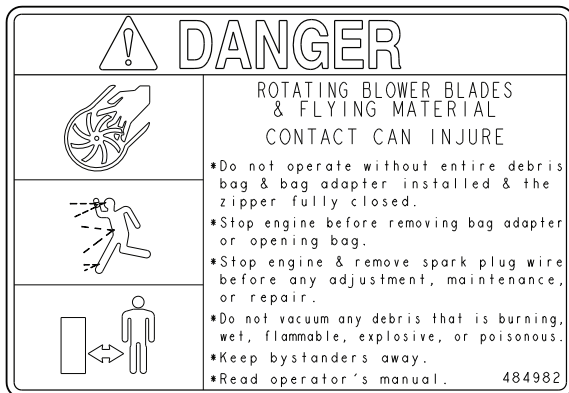 DANGER
ROTATING BLOWER BLADES
& FLYING MATERIAL
CONTACT CAN INJURE
*Do not operate without entire debris
bag & bag adapter installed & the
zipper fully closed.
*Stop engine before removing bag adapter
or opening bag.
*Stop engine & remove spark plug wire
before any adjustment, maintenance,
or repair.
*Do not vacuum any debris that is burning,
wet, flammable, explosive, or poisonous.
*Keep bystanders away.
*Read operator´s manual. 484982